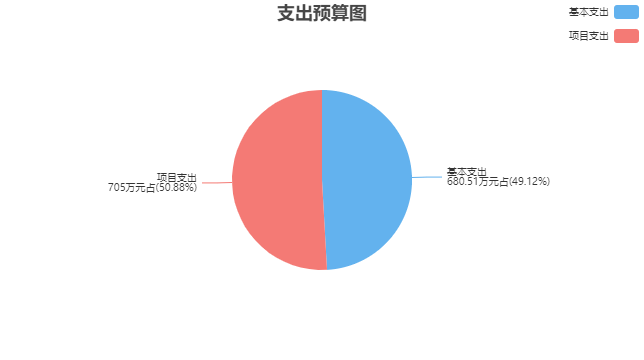 支出预算图
基本支出
项目支出
项目支出
705万元占(50.88%)
基本支出
680.51万元占(49.12%)